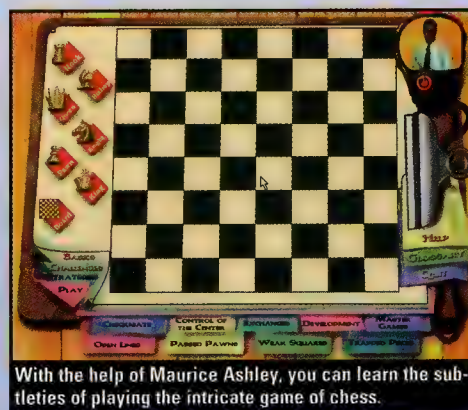 HELP
GLOSSARY
QUIT
BASICS
CHALLENGES
STRATEGIES
PLAY
CHECKMATE
CONTROL OF
THE CENTER
EXCHANGES
DEVELOPMENT
MASTER
GAMES
OPEN LINES
PASSED PAWNS
WEAK SQUARES
TRAPPED PIECES
With the help of Maurice Ashley, you can learn the sub-
tleties of playing the intricate game of chess.